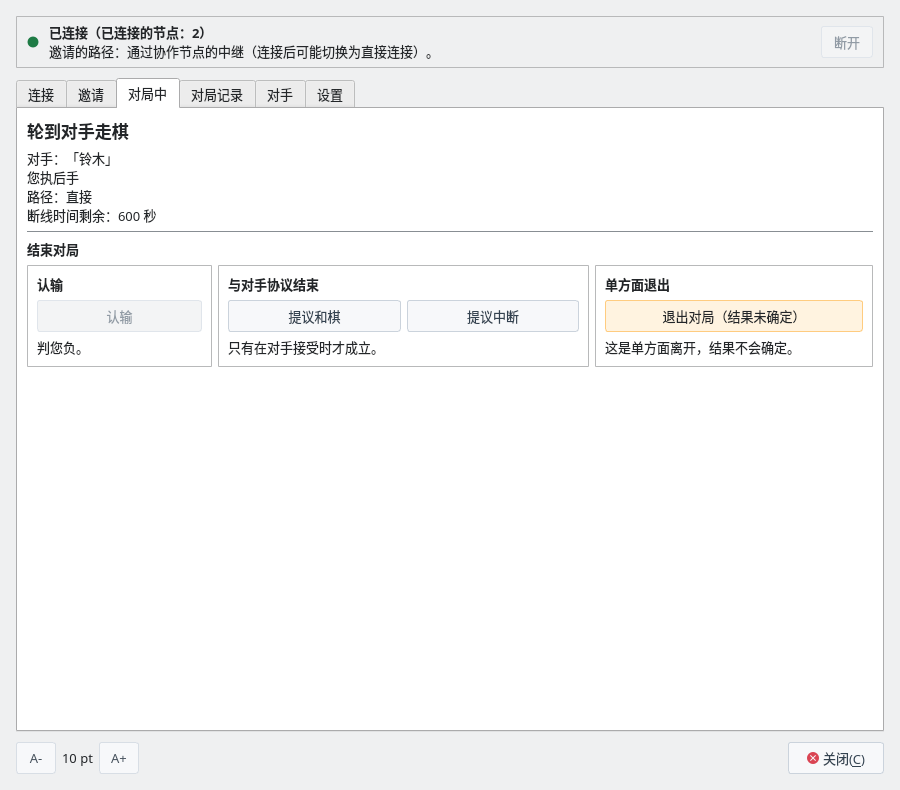 已连接（已连接的节点：2）
邀请的路径：通过协作节点的中继（连接后可能切换为直接连接）。
断开
连接 邀请 对局中 对局记录 对手 设置
轮到对手走棋
对手：「铃木」
您执后手
路径：直接
断线时间剩余：600 秒
结束对局
认输
认输
判您负。
与对手协议结束
提议和棋 提议中断
只有在对手接受时才成立。
单方面退出
退出对局（结果未确定）
这是单方面离开，结果不会确定。
A- 10 pt A+
关闭(C)